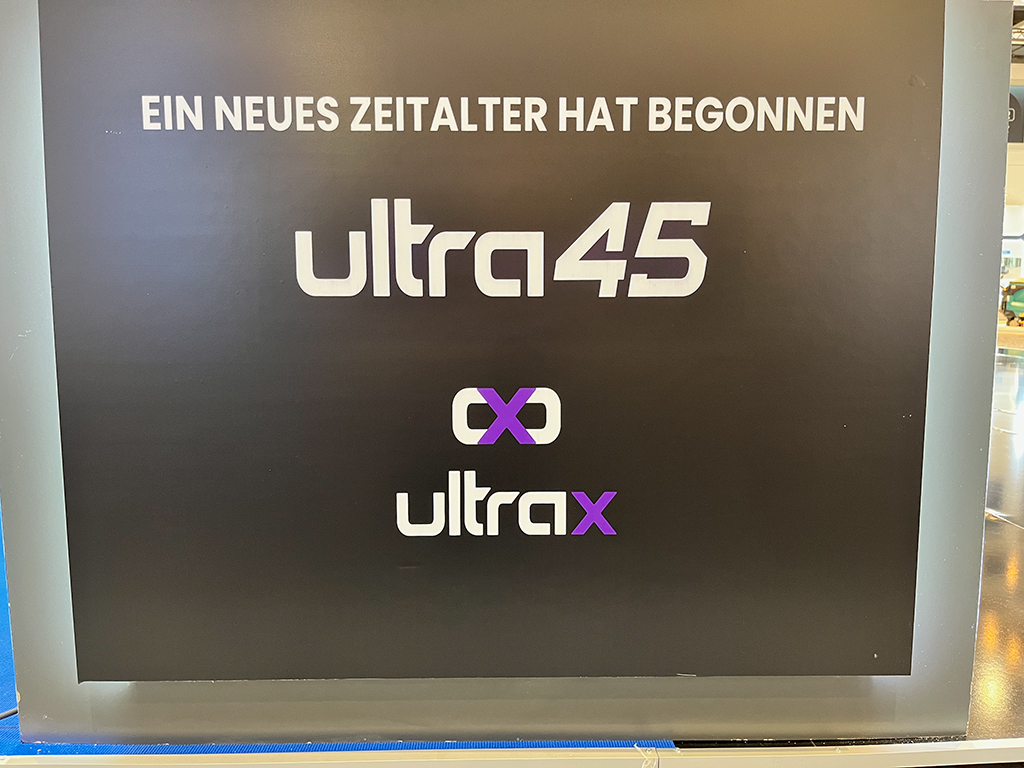 EIN NEUES ZEITALTER HAT BEGONNEN
ultra45
ultrax